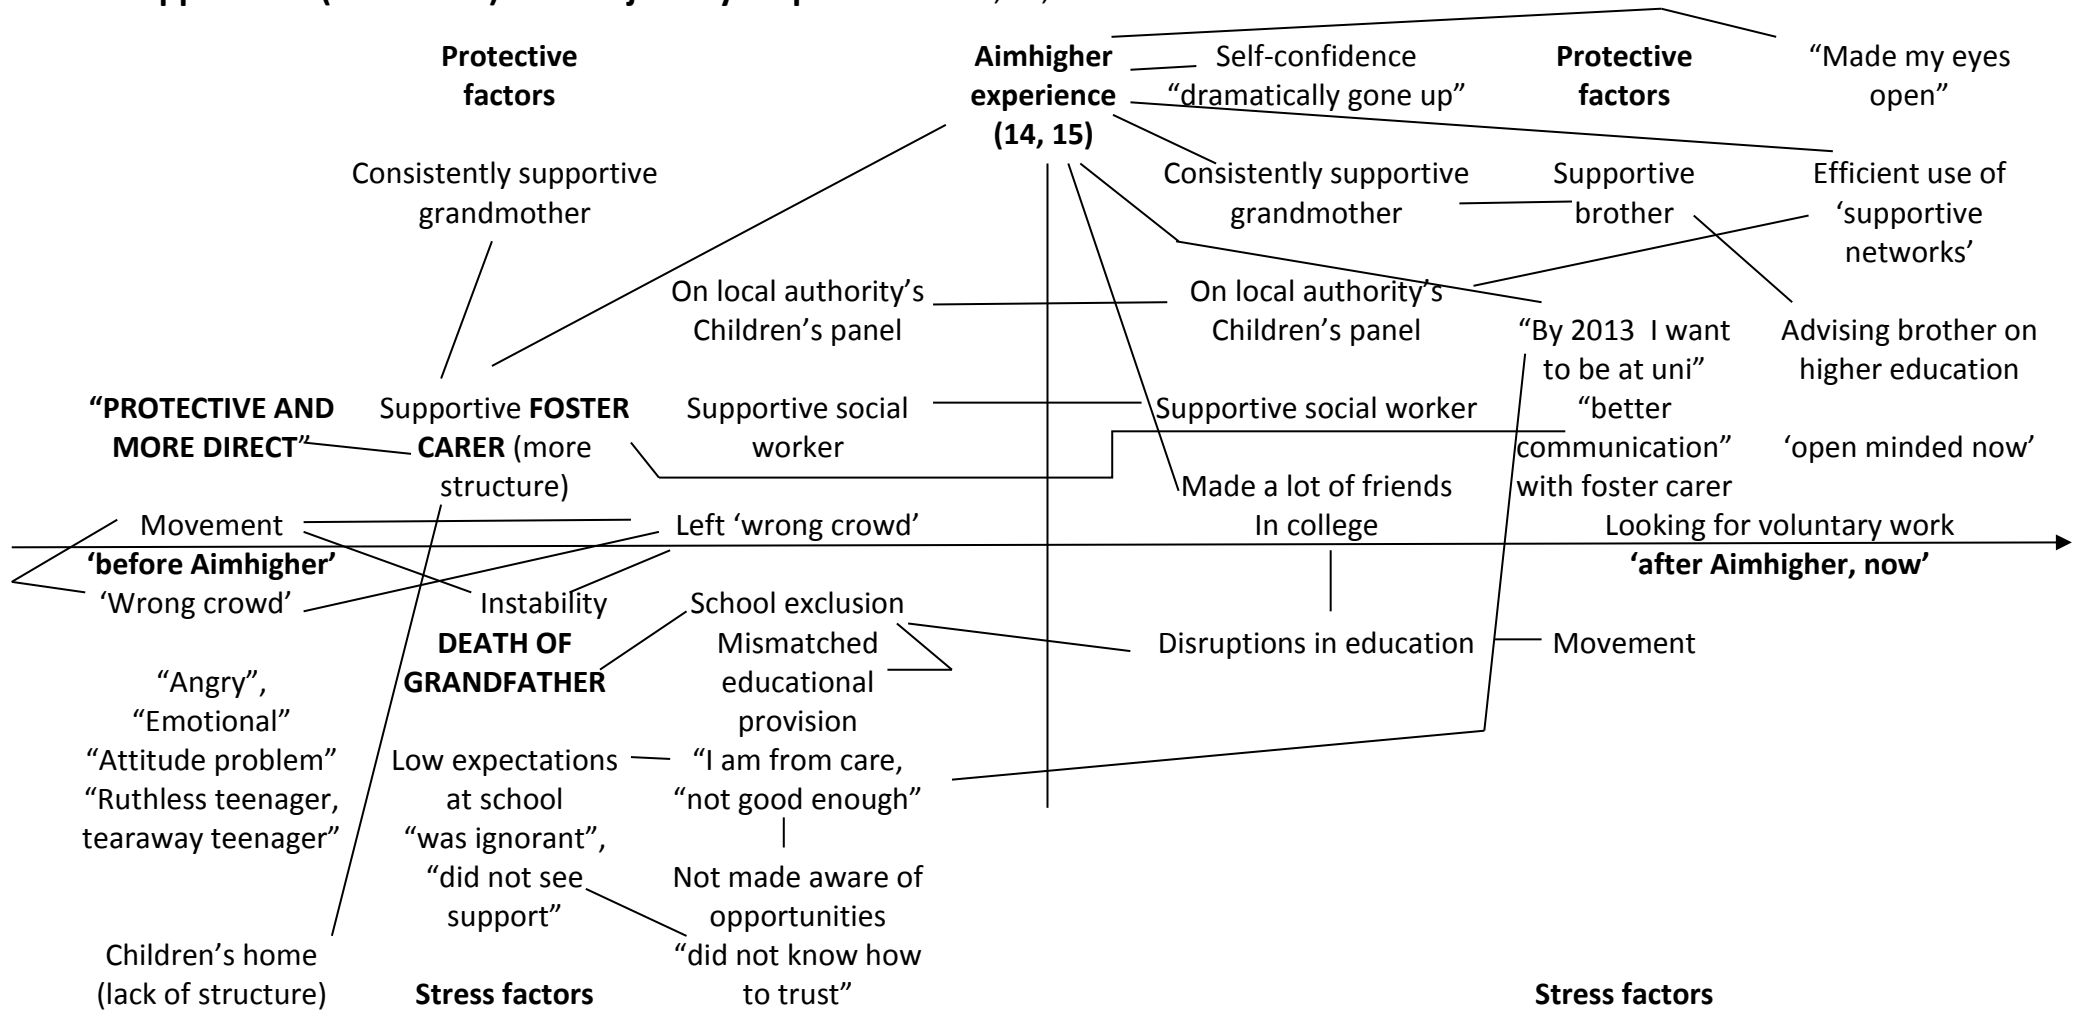 Protective
factors
Aimhigher
experience
(14, 15)
Self-confidence
“dramatically gone up”
Protective
factors
“Made my eyes
open”
Consistently supportive
grandmother
Consistently supportive
grandmother
Supportive
brother
Efficient use of
‘supportive
networks’
On local authority’s
Children’s panel
On local authority’s
Children’s panel
“By 2013 I want
to be at uni”
“better
communication”
with foster carer
Advising brother on
higher education
‘open minded now’
“PROTECTIVE AND
MORE DIRECT”
Supportive FOSTER
CARER (more
structure)
Supportive social
worker
Supportive social worker
Made a lot of friends
In college
Movement
Left ‘wrong crowd’
Looking for voluntary work
‘before Aimhigher’
‘after Aimhigher, now’
‘Wrong crowd’
Instability
DEATH OF
GRANDFATHER
School exclusion
Mismatched
educational
provision
Disruptions in education
Movement
“Angry”,
“Emotional”
“Attitude problem”
“Ruthless teenager,
tearaway teenager”
Low expectations
at school
“was ignorant”,
“did not see
support”
“I am from care,
“not good enough”
Not made aware of
opportunities
“did not know how
to trust”
Children’s home
(lack of structure)
Stress factors
Stress factors